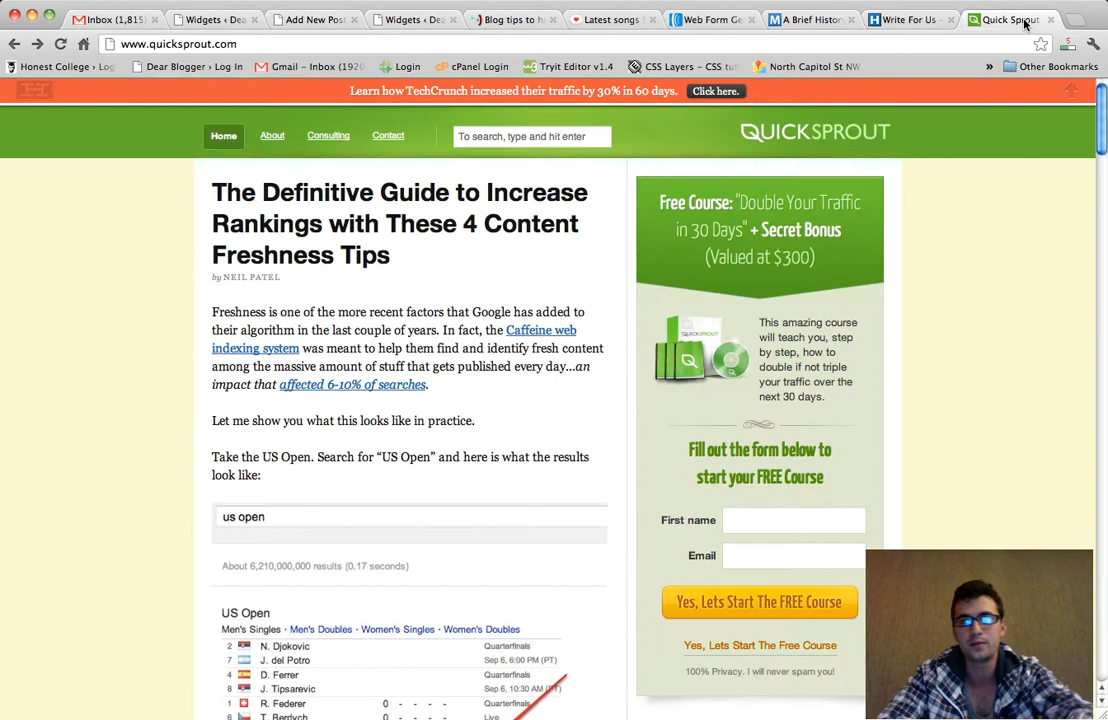 Inbox (1,815)
Widgets ‹ Dea
Add New Post
Widgets ‹ Dea
Blog tips to h
Latest songs
Web Form Ge
A Brief Histor
Write For Us -
Quick Sprout
www.quicksprout.com
Honest College › Log
Dear Blogger › Log In
Gmail – Inbox (1920
Login
cPanel Login
Tryit Editor v1.4
CSS Layers – CSS tut
North Capitol St NW
»
Other Bookmarks
Learn how TechCrunch increased their traffic by 30% in 60 days. Click here.
Home
About
Consulting
Contact
To search, type and hit enter
QUICKSPROUT
The Definitive Guide to Increase
Rankings with These 4 Content
Freshness Tips
by NEIL PATEL
Freshness is one of the more recent factors that Google has added to
their algorithm in the last couple of years. In fact, the Caffeine web
indexing system was meant to help them find and identify fresh content
among the massive amount of stuff that gets published every day…an
impact that affected 6-10% of searches.
Let me show you what this looks like in practice.
Take the US Open. Search for “US Open” and here is what the results
look like:
us open
About 6,210,000,000 results (0.17 seconds)
US Open
Men's Singles · Men's Doubles · Women's Singles · Women's Doubles
2 N. Djokovic Quarterfinals
7 J. del Potro Sep 6, 6:00 PM (PT)
4 D. Ferrer Quarterfinals
8 J. Tipsarevic Sep 6, 10:30 AM (PT)
1 R. Federer 0 - - - - Quarterfinals
6 T. Berdych 0 - - - - Live
Free Course: "Double Your Traffic
in 30 Days" + Secret Bonus
(Valued at $300)
QUICKSPROUT
This amazing course
will teach you, step
by step, how to
double if not triple
your traffic over the
next 30 days.
Fill out the form below to
start your FREE Course
First name
Email
Yes, Lets Start The FREE Course
Yes, Lets Start The Free Course
100% Privacy. I will never spam you!